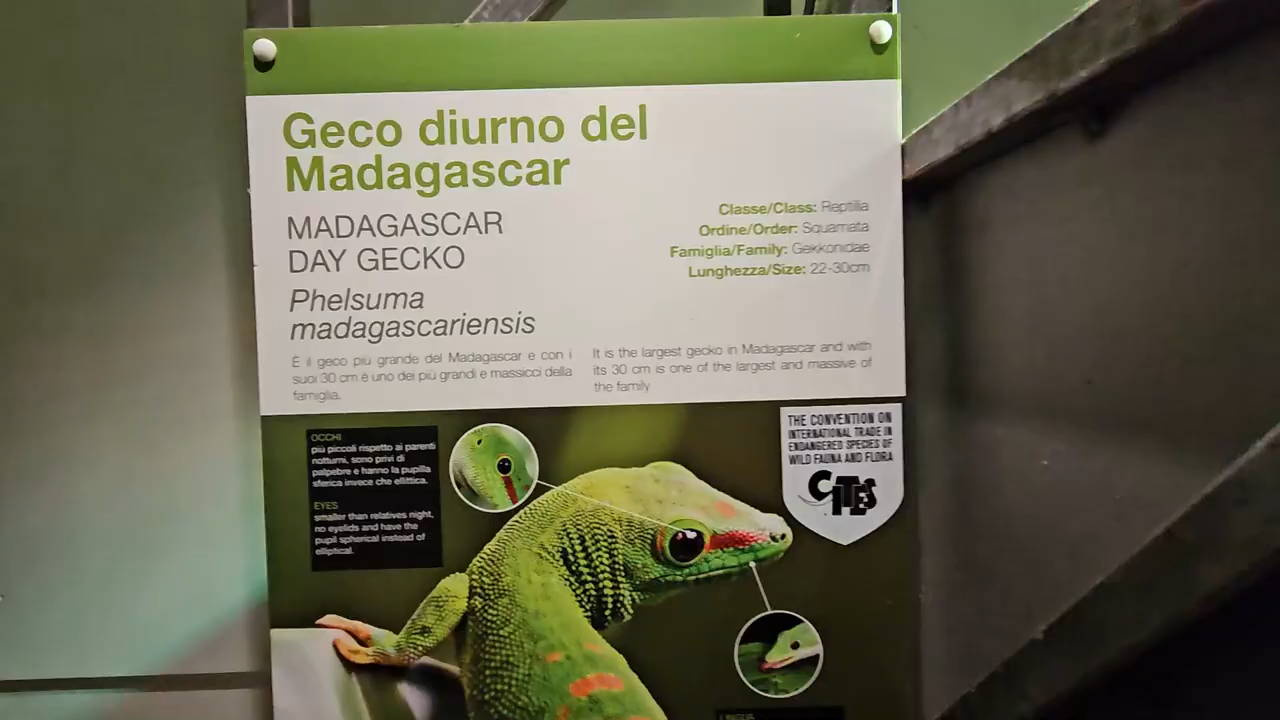 Geco diurno del
Madagascar
MADAGASCAR
DAY GECKO
Phelsuma
madagascariensis
Classe/Class: Reptilia
Ordine/Order: Squamata
Famiglia/Family: Gekkonidae
Lunghezza/Size: 22-30cm
È il geco più grande del Madagascar e con i
suoi 30 cm è uno dei più grandi e massicci della
famiglia.
It is the largest gecko in Madagascar and with
its 30 cm is one of the largest and massive of
the family
OCCHI
più piccoli rispetto ai parenti
notturni, sono privi di
palpebre e hanno la pupilla
sferica invece che ellittica.
EYES
smaller than relatives night,
no eyelids and have the
pupil spherical instead of
elliptical.
THE CONVENTION ON
INTERNATIONAL TRADE IN
ENDANGERED SPECIES OF
WILD FAUNA AND FLORA
CITES
LINGUA